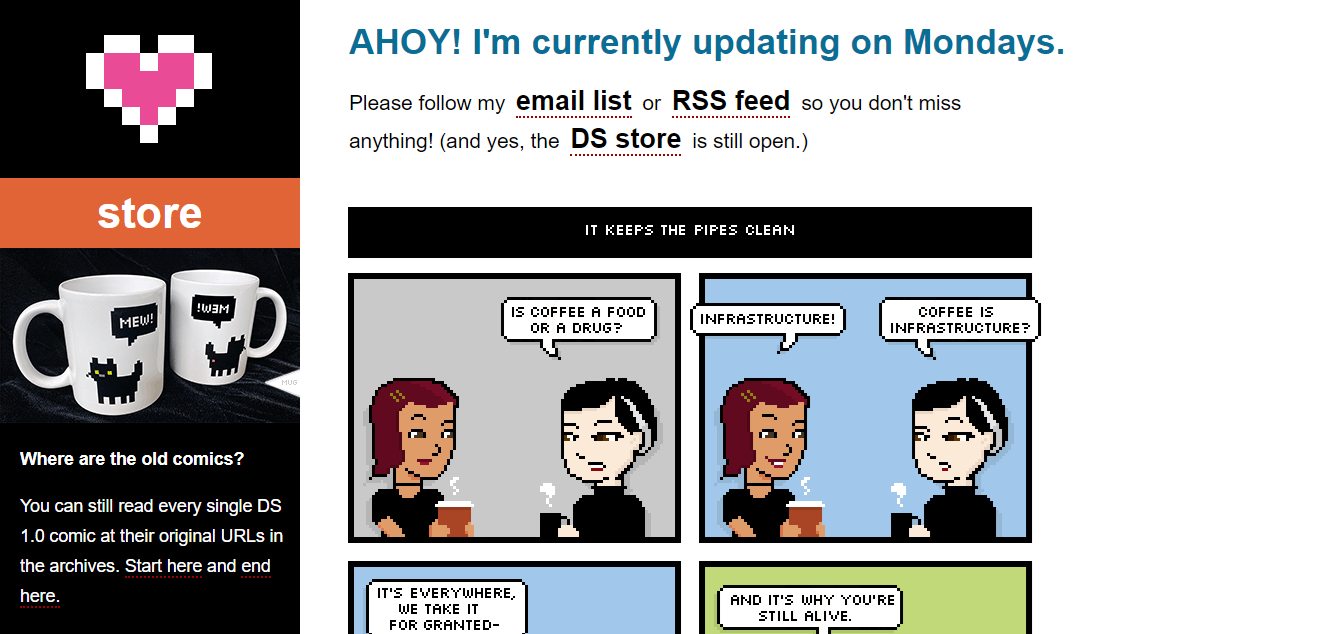 AHOY! I'm currently updating on Mondays.
Please follow my email list or RSS feed so you don't miss
anything! (and yes, the DS store is still open.)
store
MEW!
MEW!
MUG
Where are the old comics?
You can still read every single DS
1.0 comic at their original URLs in
the archives. Start here and end
here.
IT KEEPS THE PIPES CLEAN
IS COFFEE A FOOD
OR A DRUG?
INFRASTRUCTURE!
COFFEE IS
INFRASTRUCTURE?
IT'S EVERYWHERE,
WE TAKE IT
FOR GRANTED-
AND IT'S WHY YOU'RE
STILL ALIVE.